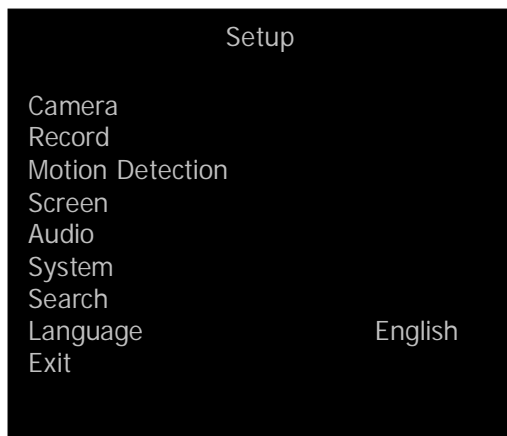 Setup
Camera
Record
Motion Detection
Screen
Audio
System
Search
Language English
Exit